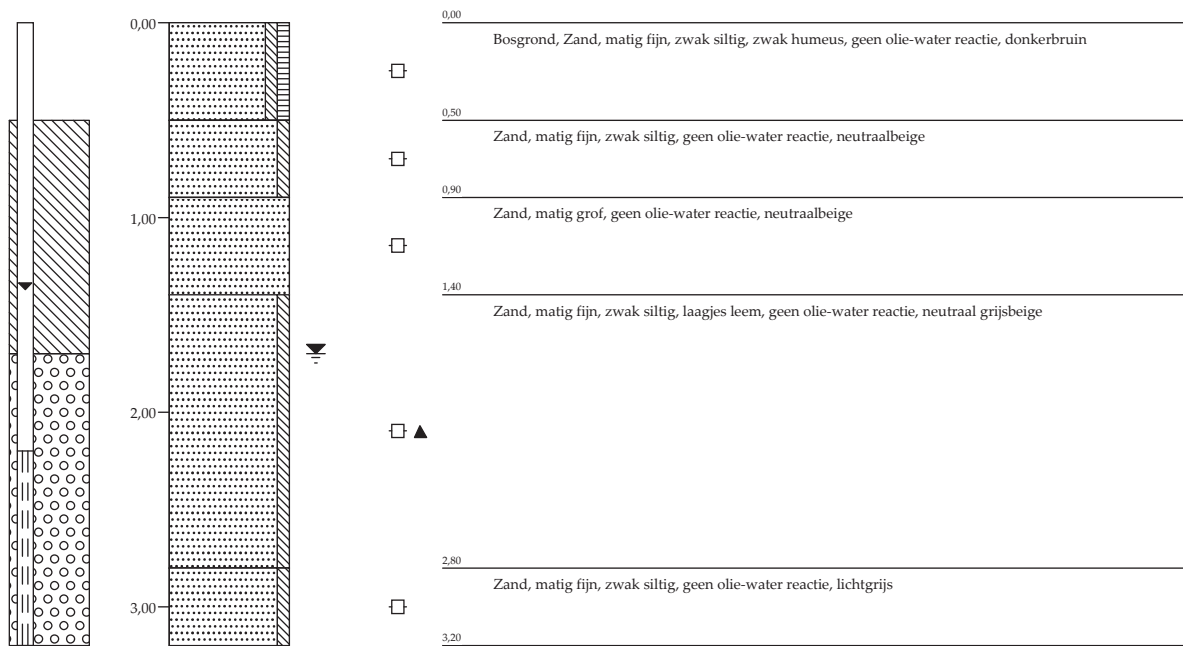 0,00
0,00
Bosgrond, Zand, matig fijn, zwak siltig, zwak humeus, geen olie-water reactie, donkerbruin
0,50
Zand, matig fijn, zwak siltig, geen olie-water reactie, neutraalbeige
0,90
1,00
Zand, matig grof, geen olie-water reactie, neutraalbeige
1,40
Zand, matig fijn, zwak siltig, laagjes leem, geen olie-water reactie, neutraal grijsbeige
2,00
2,80
Zand, matig fijn, zwak siltig, geen olie-water reactie, lichtgrijs
3,00
3,20